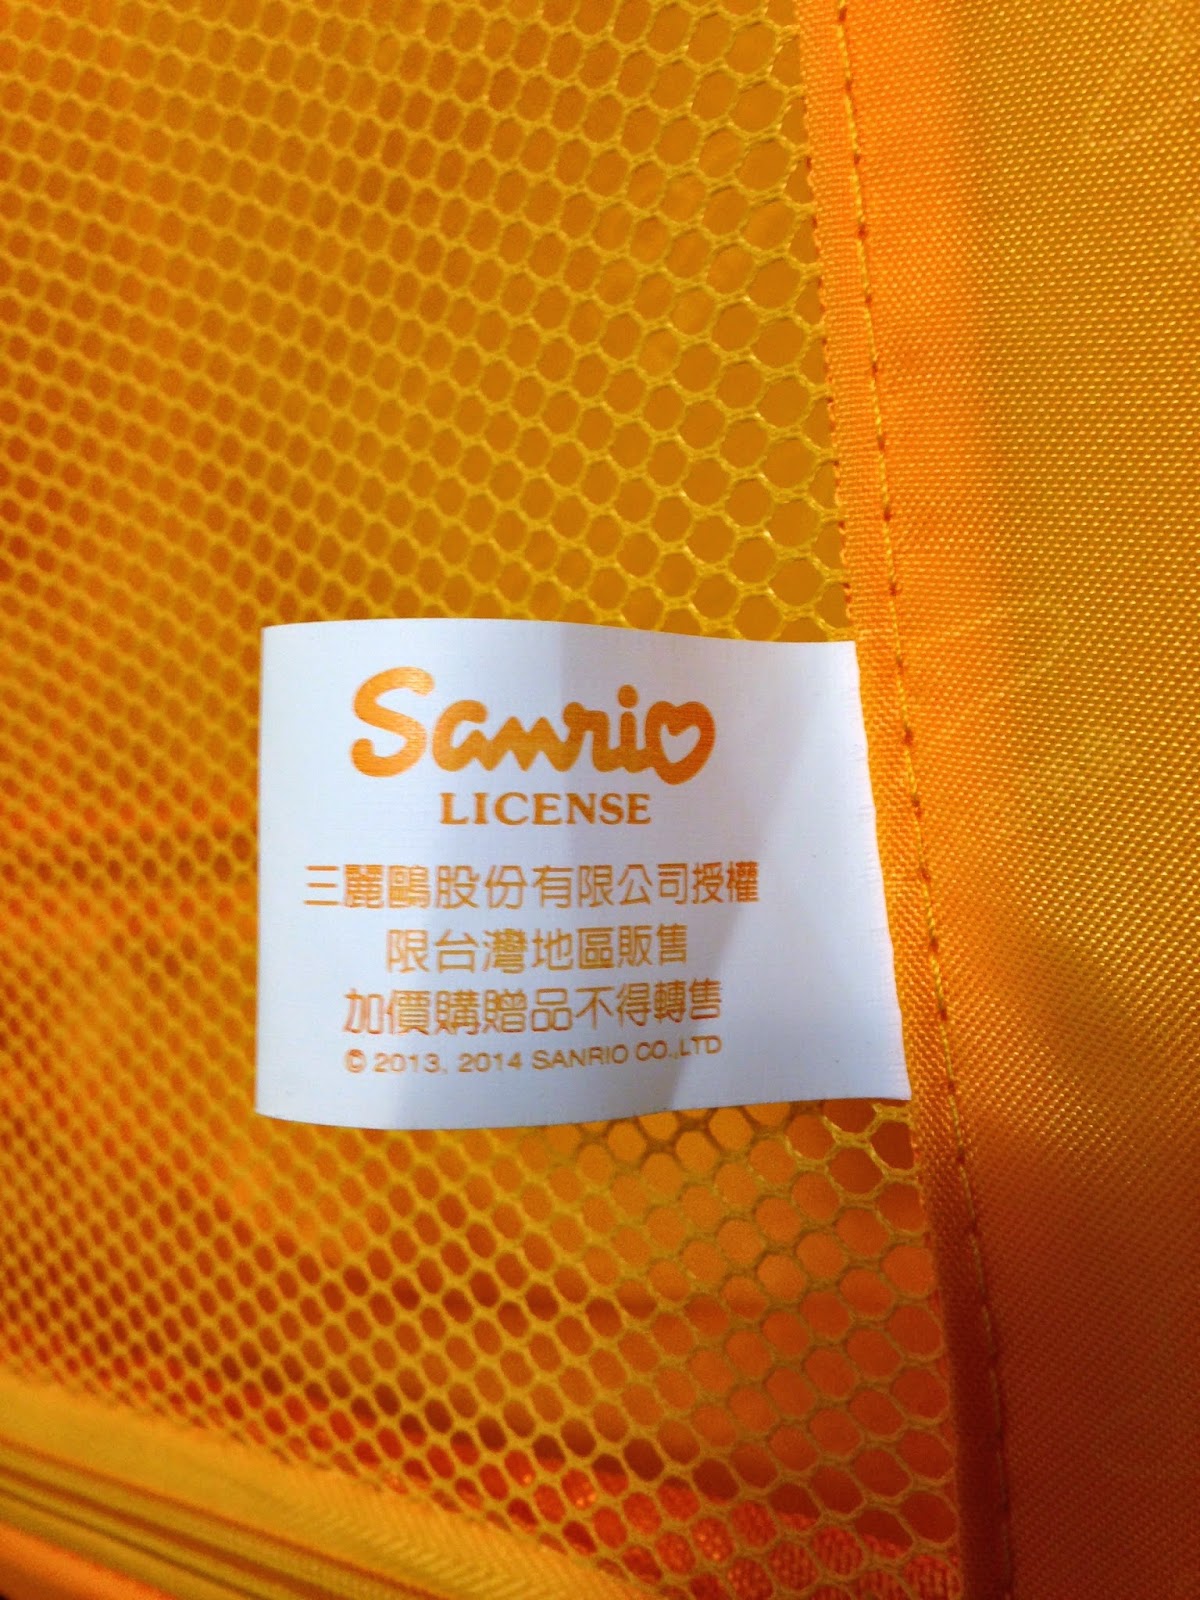 Sanrio
LICENSE
三麗鷗股份有限公司授權
限台灣地區販售
加價購贈品不得轉售
© 2013, 2014 SANRIO CO.,LTD